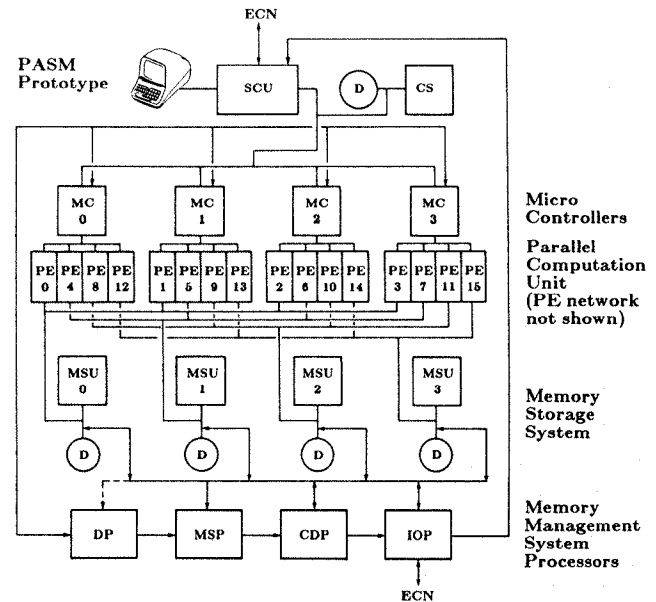 ECN
PASM
Prototype
SCU
D
CS
MC
0
MC
1
MC
2
MC
3
Micro
Controllers
PE
0
PE
4
PE
8
PE
12
PE
1
PE
5
PE
9
PE
13
PE
2
PE
6
PE
10
PE
14
PE
3
PE
7
PE
11
PE
15
Parallel
Computation
Unit
(PE network
not shown)
MSU
0
MSU
1
MSU
2
MSU
3
D
D
D
D
Memory
Storage
System
DP
MSP
CDP
IOP
Memory
Management
System
Processors
ECN